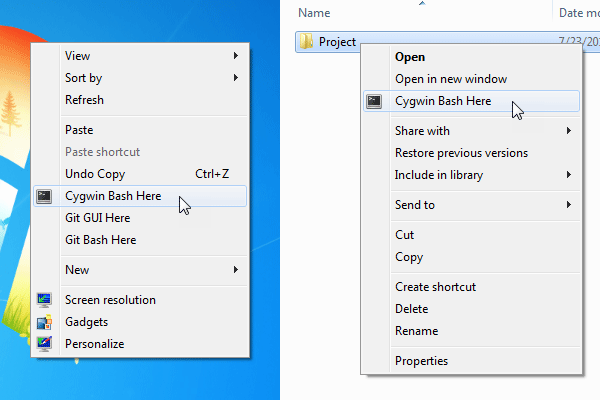 View
Sort by
Refresh
Paste
Paste shortcut
Undo Copy Ctrl+Z
Cygwin Bash Here
Git GUI Here
Git Bash Here
New
Screen resolution
Gadgets
Personalize
Name Date mo
Project 7/23/20
Open
Open in new window
Cygwin Bash Here
Share with
Restore previous versions
Include in library
Send to
Cut
Copy
Create shortcut
Delete
Rename
Properties